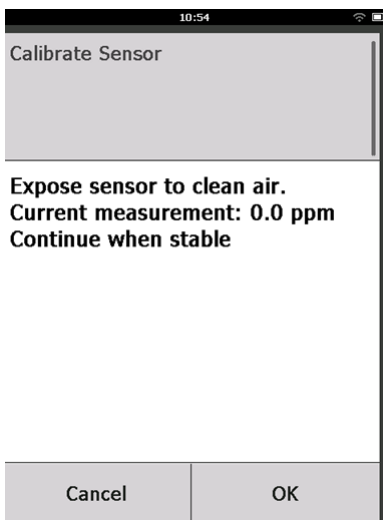 10:54
Calibrate Sensor
Expose sensor to clean air.
Current measurement: 0.0 ppm
Continue when stable
Cancel
OK